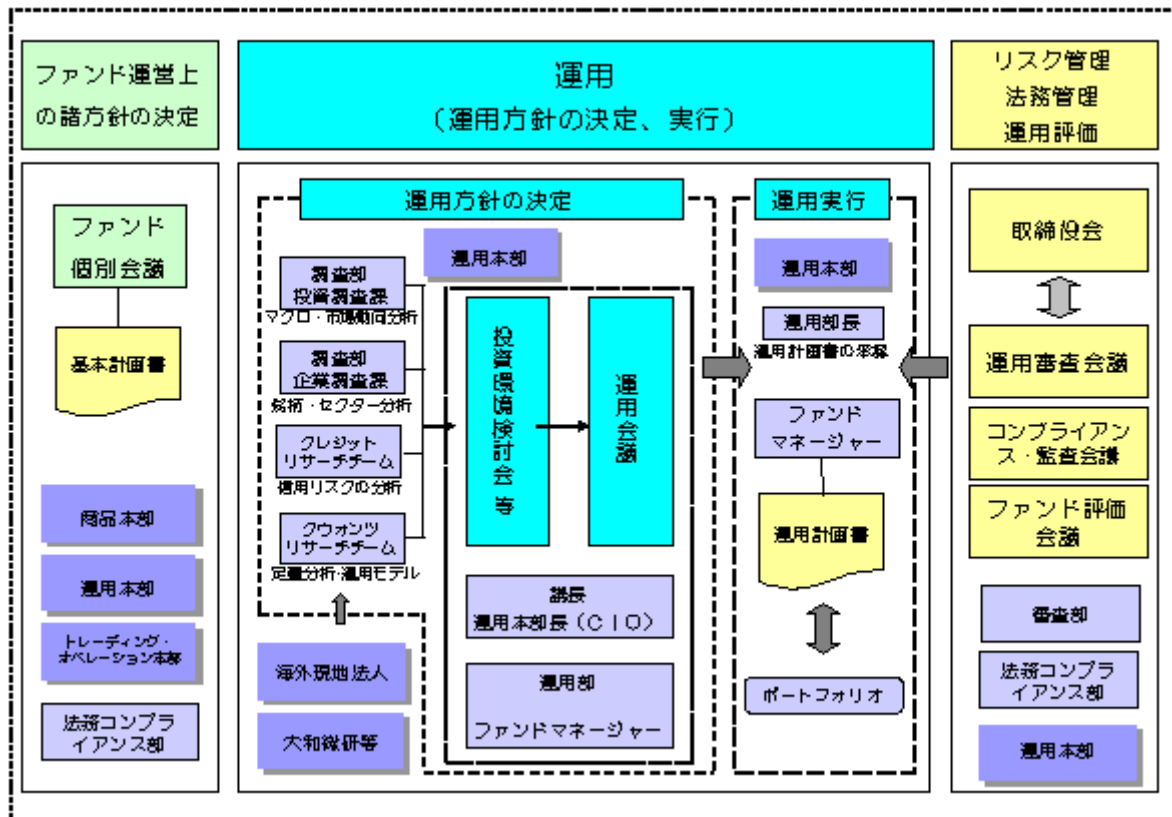 ファンド運営上
の諸方針の決定
運用
(運用方針の決定、実行)
リスク管理
法務管理
運用評価
ファンド
個別会議
基本計画書
商品本部
運用本部
トレーディング・
オペレーション本部
法務コンプラ
イアンス部
運用方針の決定
運用本部
調査部
投資調査課
マクロ・市場動向分析
調査部
企業調査課
銘柄・セクター分析
クレジット
リサーチチーム
信用リスクの分析
クウォンツ
リサーチチーム
定量分析・運用モデル
海外現地法人
大和総研等
投資環境検討会 等
運用会議
議長
運用本部長(CIO)
運用部
ファンドマネージャー
運用実行
運用本部
運用部長
運用計画書の承認
ファンド
マネージャー
運用計画書
ポートフォリオ
取締役会
運用審査会議
コンプライアン
ス・監査会議
ファンド評価
会議
審査部
法務コンプラ
イアンス部
運用本部